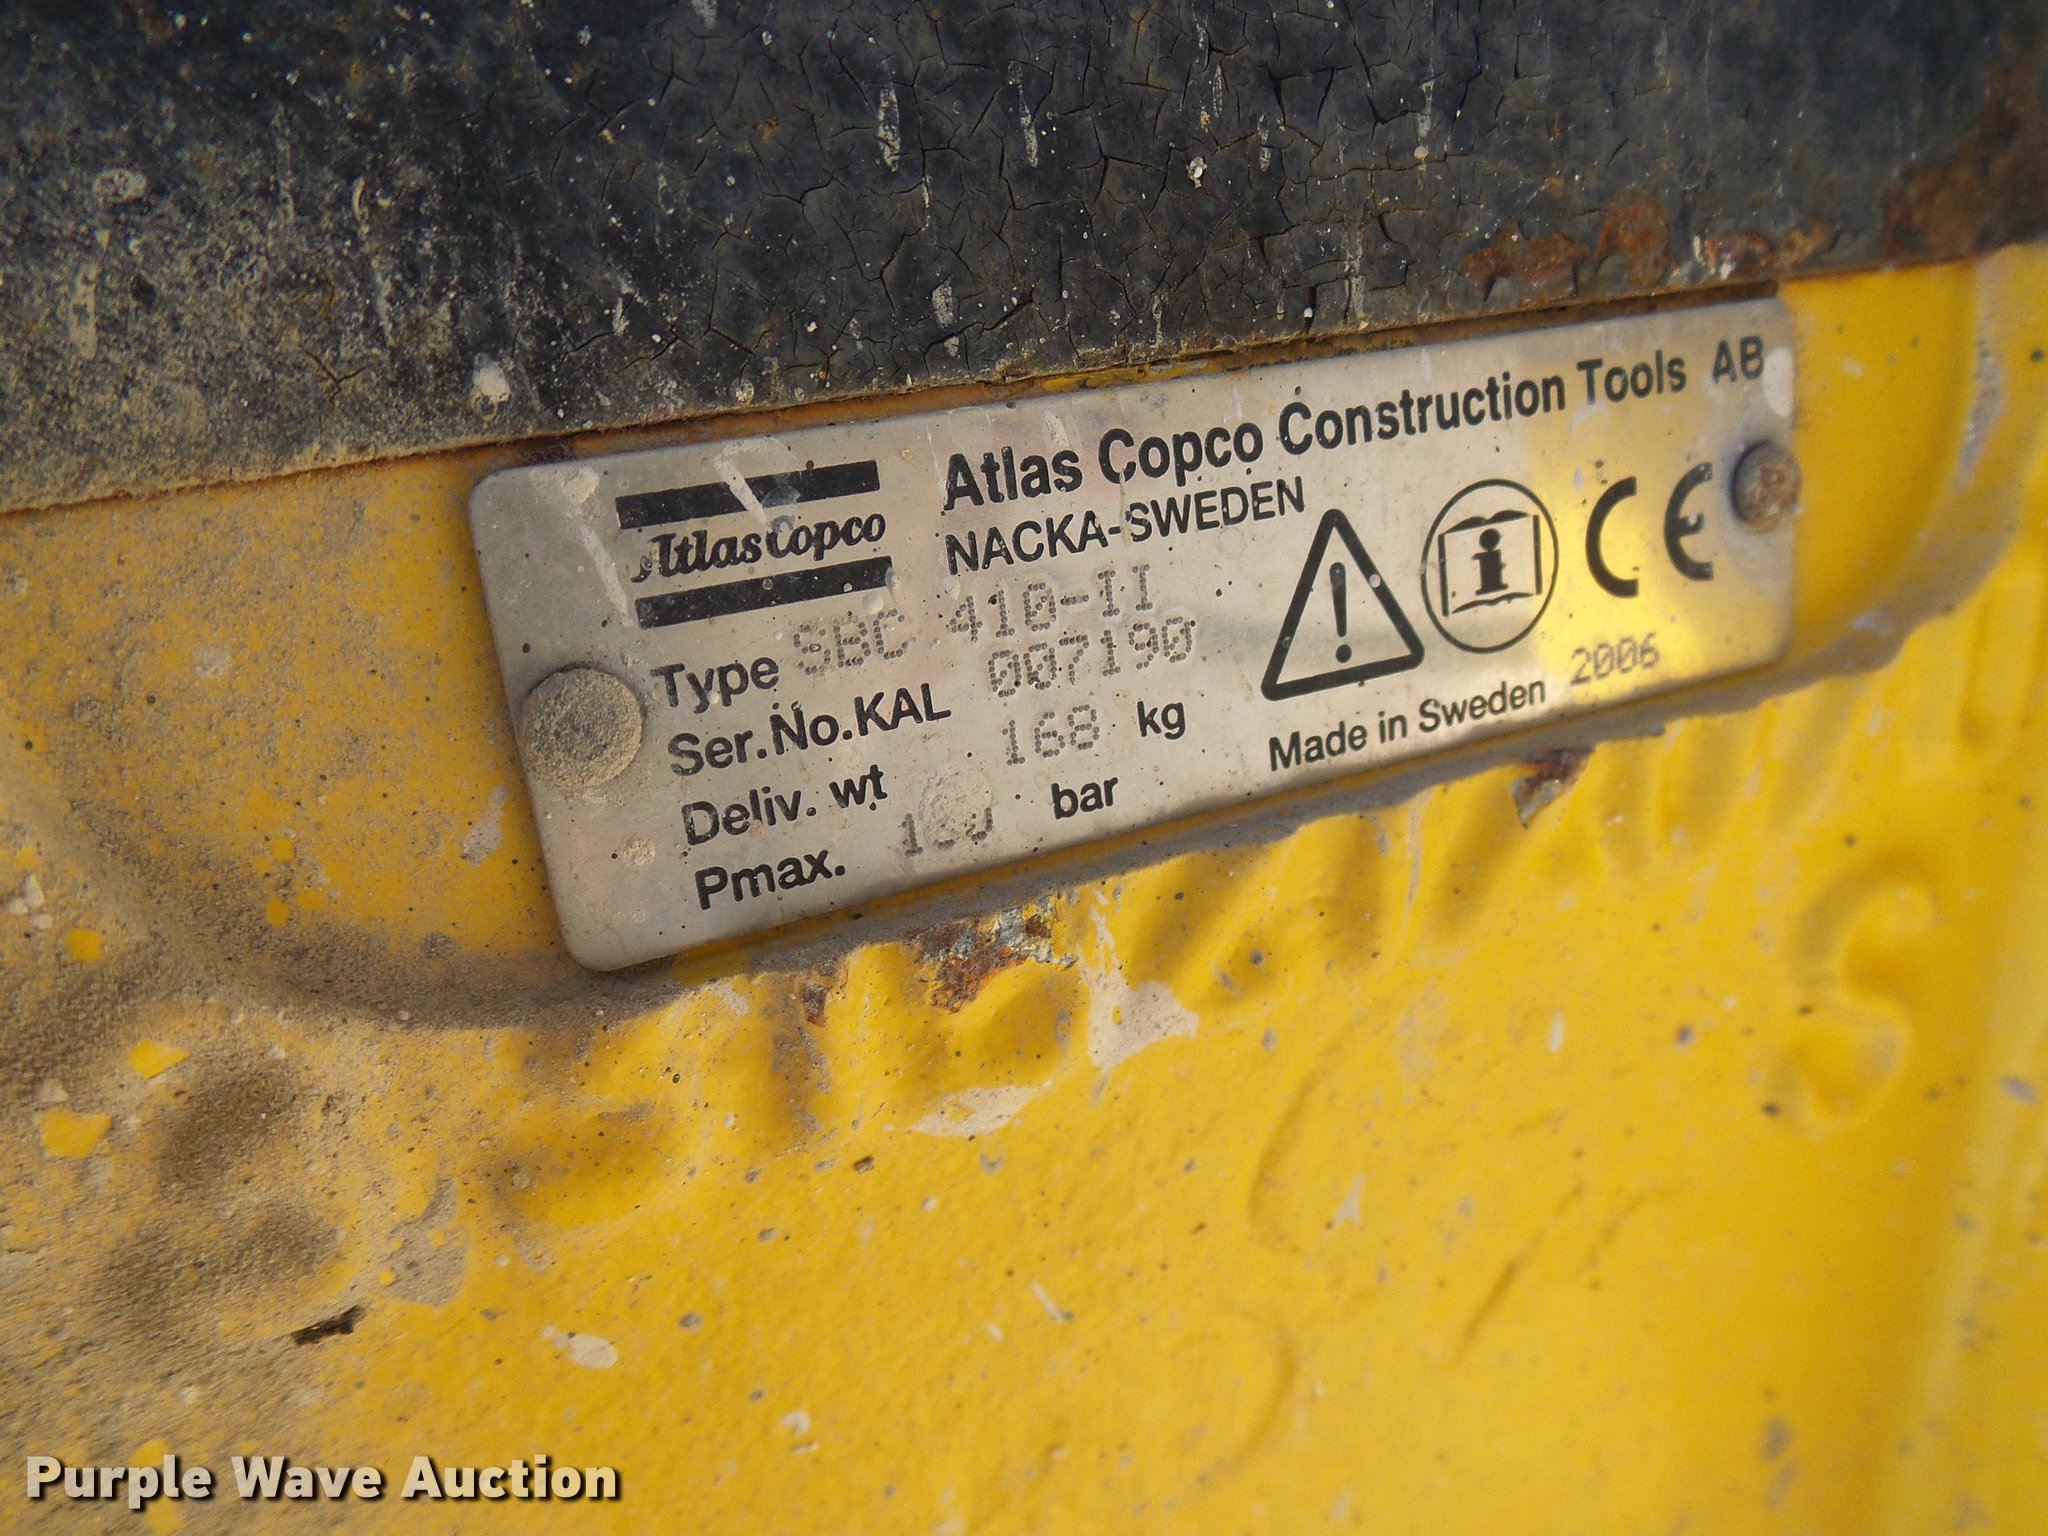 AtlasCopco
Atlas Copco Construction Tools AB
NACKA-SWEDEN
Type SBC 410-II
Ser.No.KAL 007190
Deliv. wt 168 kg
Pmax. bar
CE
Made in Sweden 2006
Purple Wave Auction